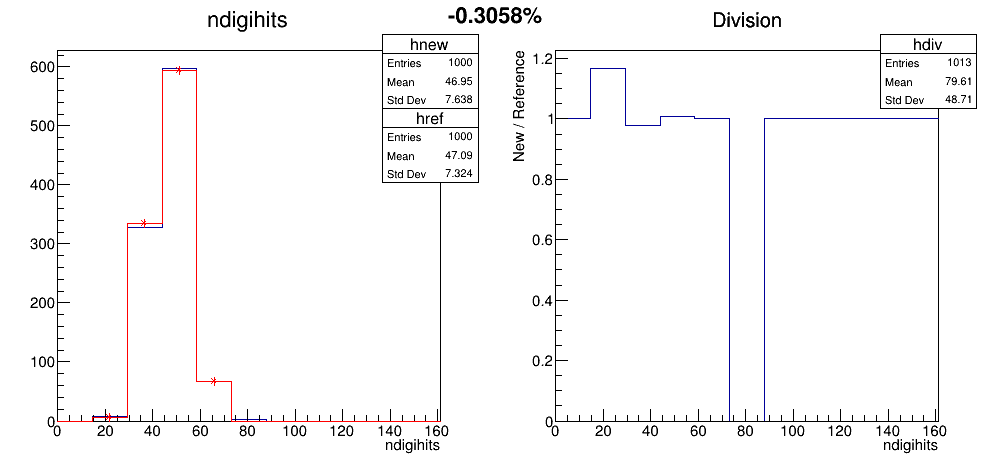 -0.3058%
ndigihits
hnew
Entries 1000
Mean 46.95
Std Dev 7.638
href
Entries 1000
Mean 47.09
Std Dev 7.324
600
500
400
300
200
100
0
0 20 40 60 80 100 120 140 160
ndigihits
Division
hdiv
Entries 1013
Mean 79.61
Std Dev 48.71
New / Reference
1.2
1
0.8
0.6
0.4
0.2
0
0 20 40 60 80 100 120 140 160
ndigihits